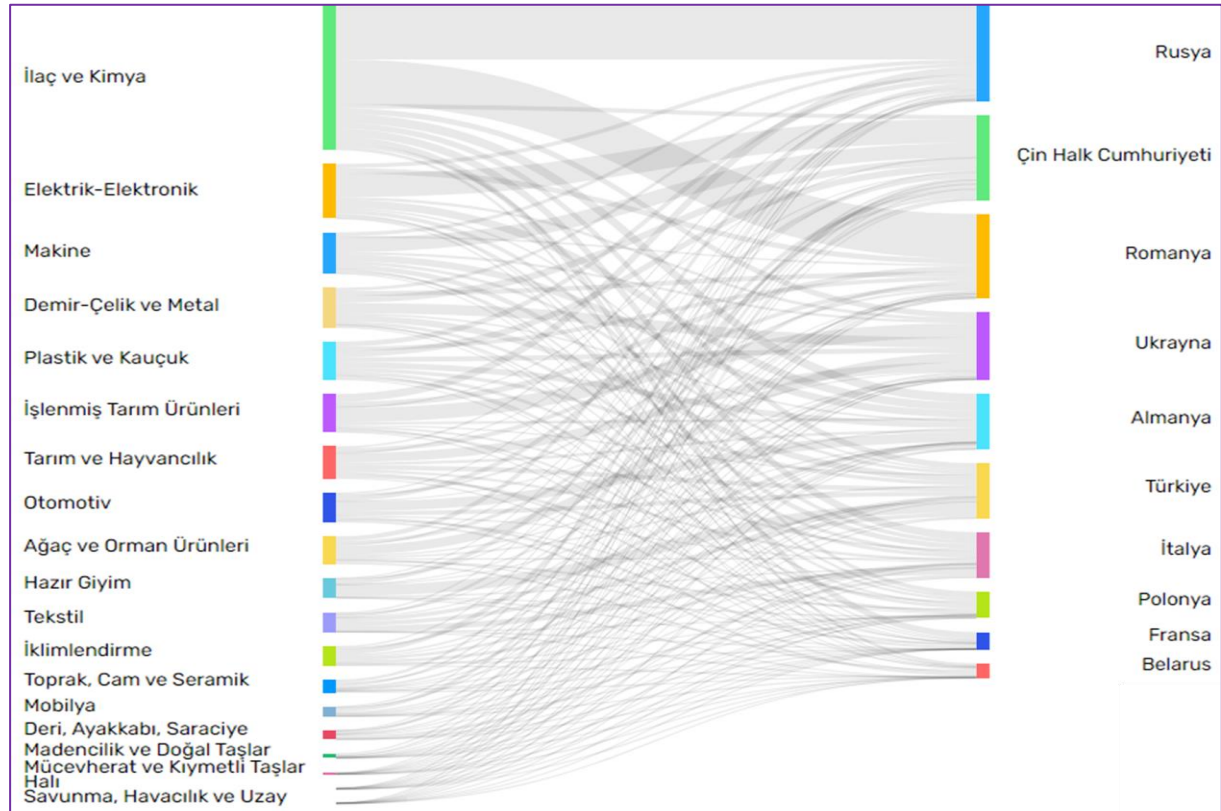 İlaç ve Kimya
Elektrik-Elektronik
Makine
Demir-Çelik ve Metal
Plastik ve Kauçuk
İşlenmiş Tarım Ürünleri
Tarım ve Hayvancılık
Otomotiv
Ağaç ve Orman Ürünleri
Hazır Giyim
Tekstil
İklimlendirme
Toprak, Cam ve Seramik
Mobilya
Deri, Ayakkabı, Saraciye
Madencilik ve Doğal Taşlar
Mücevherat ve Kıymetli Taşlar
Halı
Savunma, Havacılık ve Uzay
Rusya
Çin Halk Cumhuriyeti
Romanya
Ukrayna
Almanya
Türkiye
İtalya
Polonya
Fransa
Belarus